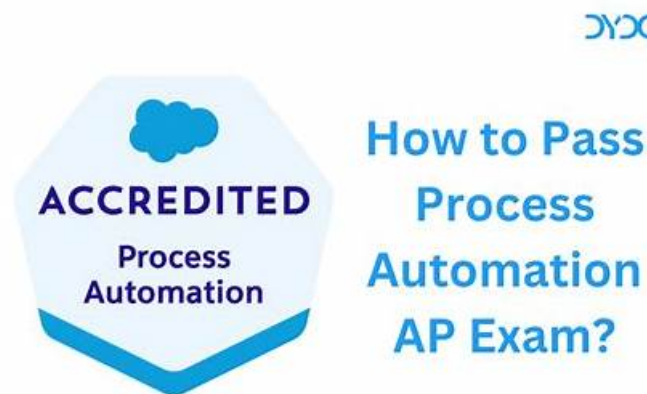 ACCREDITED
Process
Automation
How to Pass
Process
Automation
AP Exam?